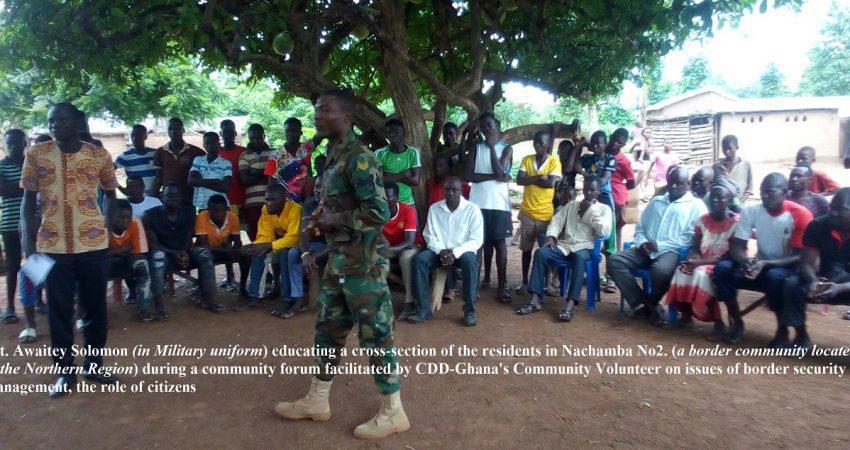 t. Awaitey Solomon (in Military uniform) educating a cross-section of the residents in Nachamba No2. (a border community locate
the Northern Region) during a community forum facilitated by CDD-Ghana's Community Volunteer on issues of border security
anagement, the role of citizens